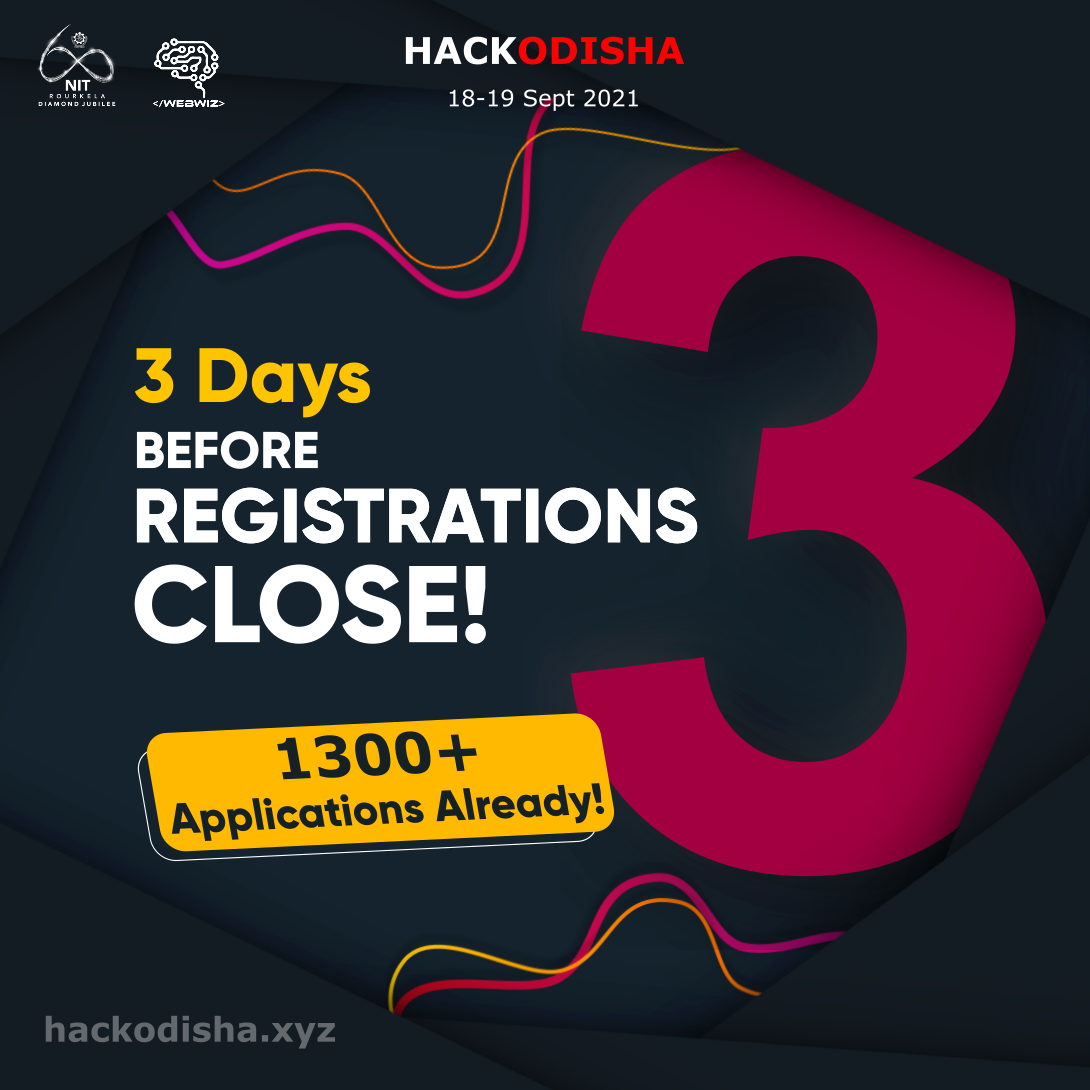 NIT
ROURKELA
DIAMOND JUBILEE
</WEBWIZ>
HACKODISHA
18-19 Sept 2021
3 Days
BEFORE
REGISTRATIONS
CLOSE!
3
1300+
Applications Already!
hackodisha.xyz